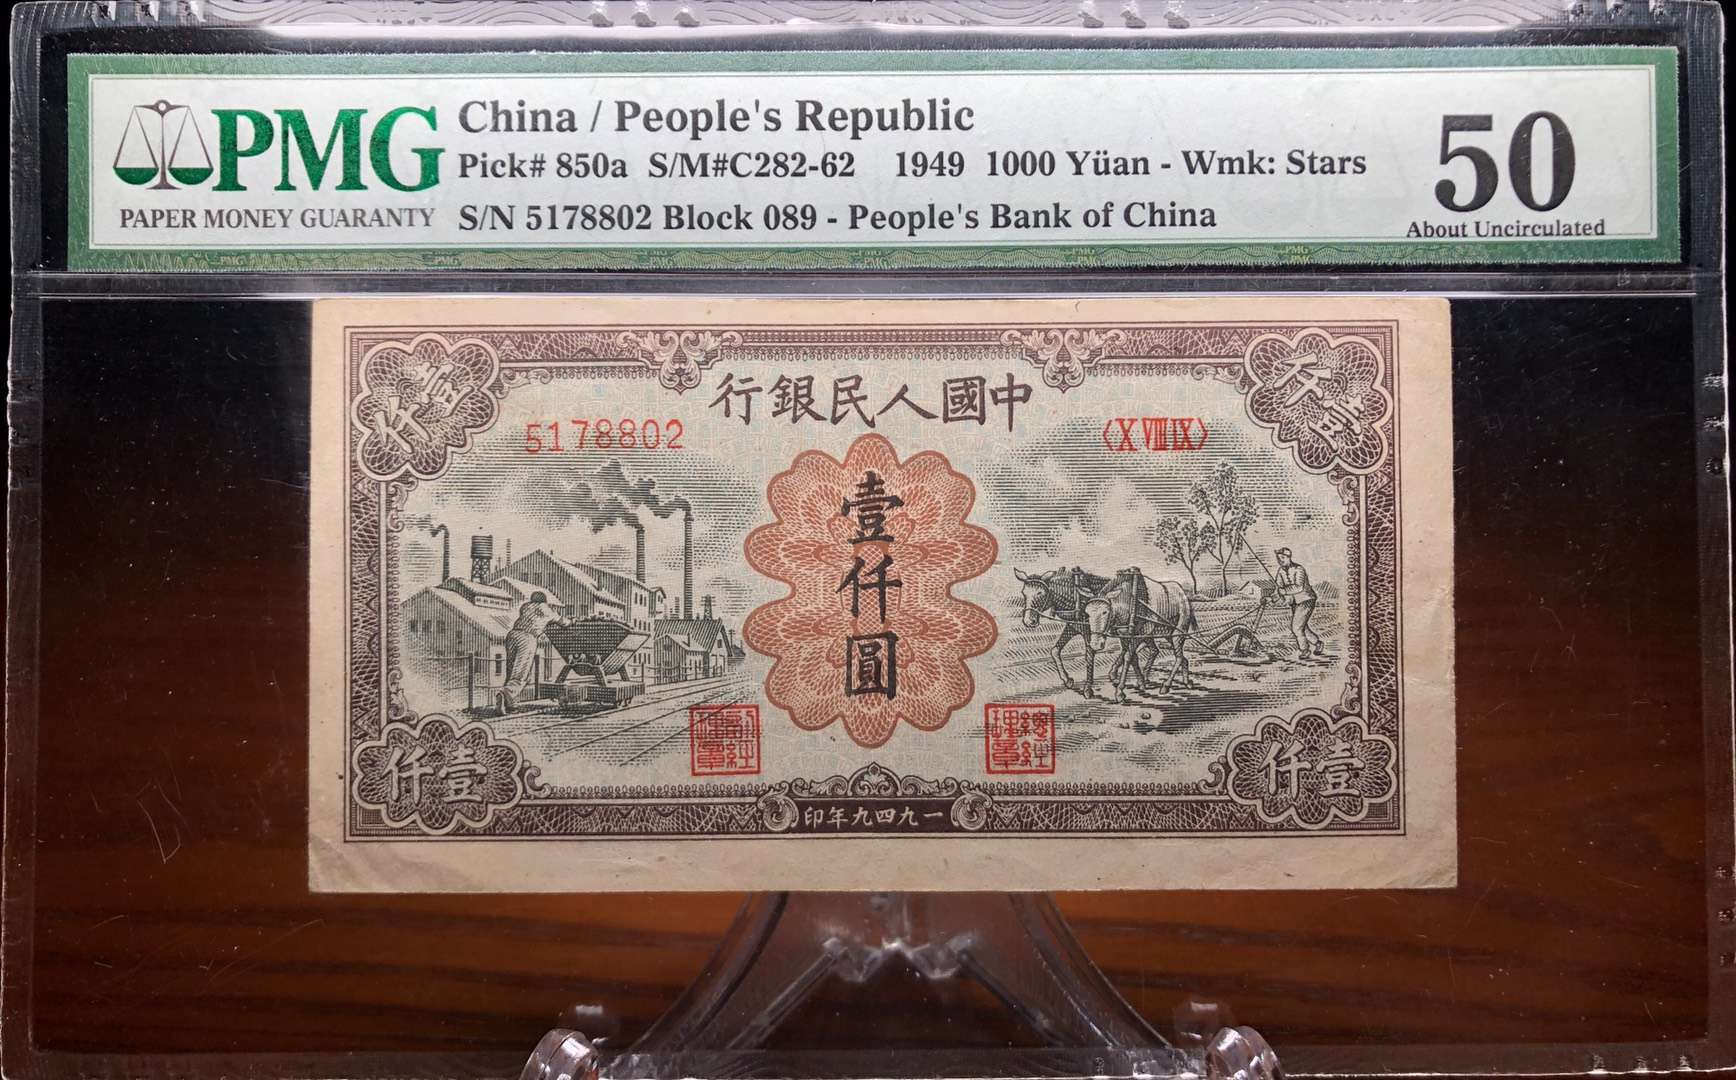 PMG
PAPER MONEY GUARANTY
China / People's Republic
Pick# 850a S/M#C282-62 1949 1000 Yüan - Wmk: Stars
S/N 5178802 Block 089 - People's Bank of China
50
About Uncirculated
壹仟
行銀民人國中
壹仟
5178802
〈X VIII IX〉
壹仟圓
仟壹
仟壹
印年九四九一